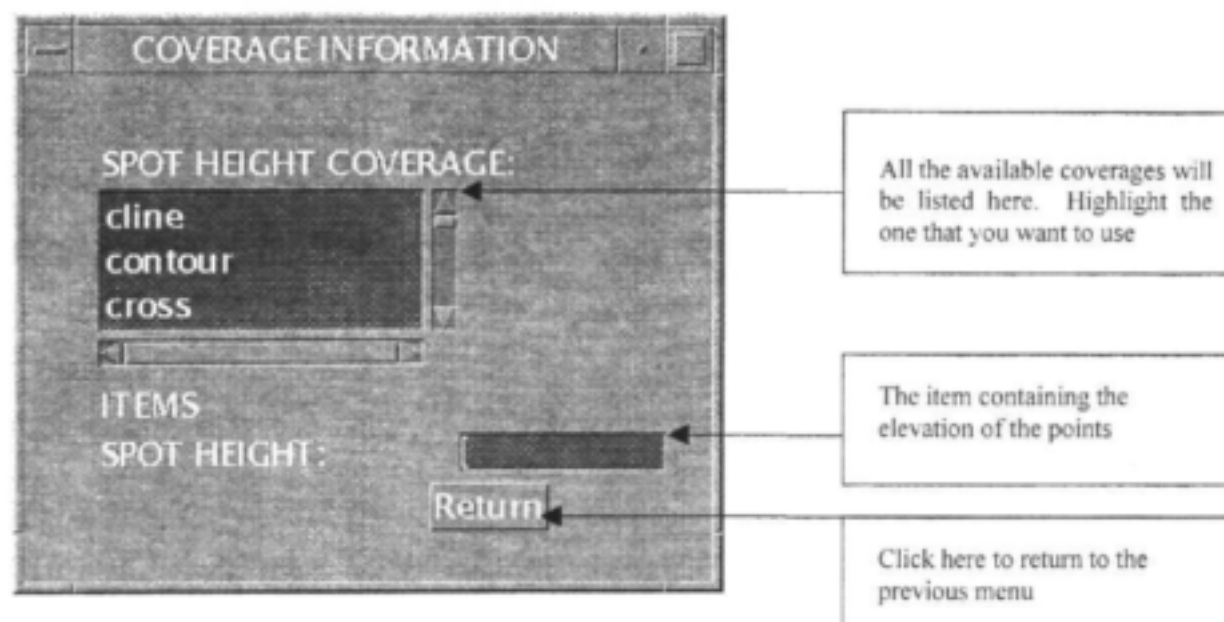 COVERAGE INFORMATION
SPOT HEIGHT COVERAGE:
cline
contour
cross
ITEMS
SPOT HEIGHT:
Return
All the available coverages will
be listed here. Highlight the
one that you want to use
The item containing the
elevation of the points
Click here to return to the
previous menu